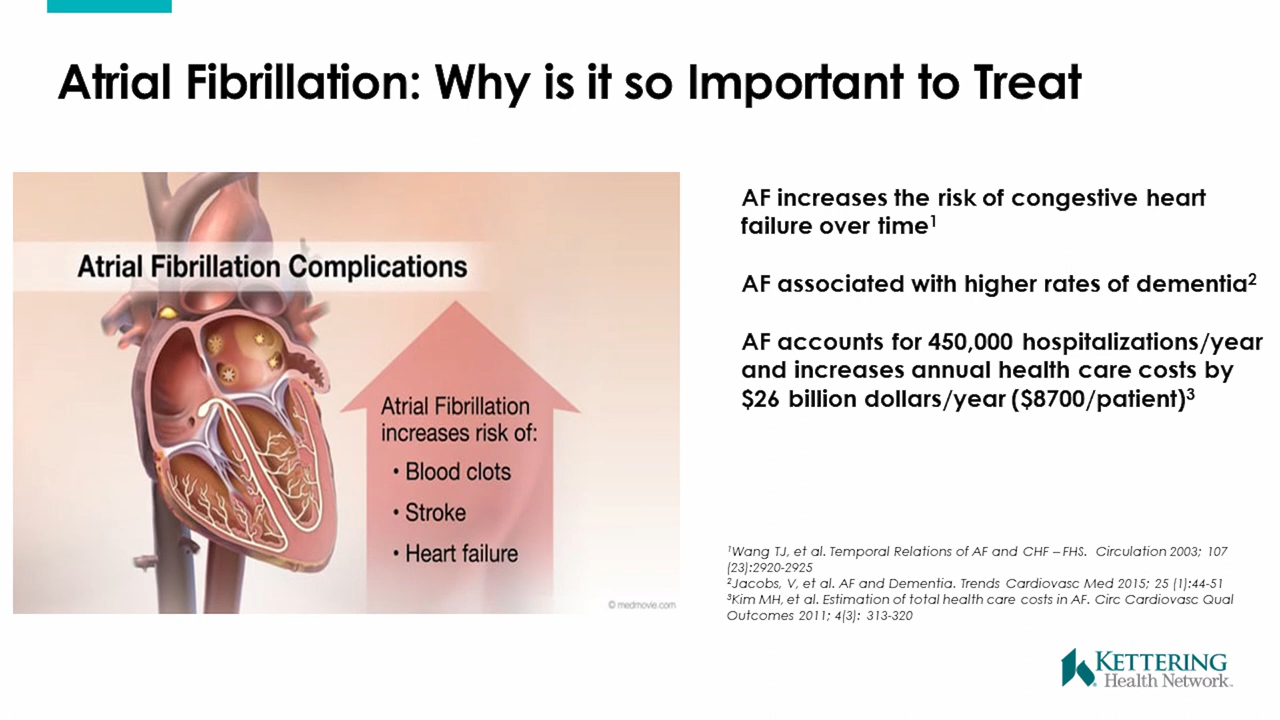 Atrial Fibrillation: Why is it so Important to Treat
Atrial Fibrillation Complications
Atrial Fibrillation
increases risk of:
• Blood clots
• Stroke
• Heart failure
© medmovie.com
AF increases the risk of congestive heart
failure over time¹
AF associated with higher rates of dementia²
AF accounts for 450,000 hospitalizations/year
and increases annual health care costs by
$26 billion dollars/year ($8700/patient)³
¹Wang TJ, et al. Temporal Relations of AF and CHF – FHS. Circulation 2003; 107
(23):2920-2925
²Jacobs, V, et al. AF and Dementia. Trends Cardiovasc Med 2015; 25 (1):44-51
³Kim MH, et al. Estimation of total health care costs in AF. Circ Cardiovasc Qual
Outcomes 2011; 4(3): 313-320
KETTERING
Health Network